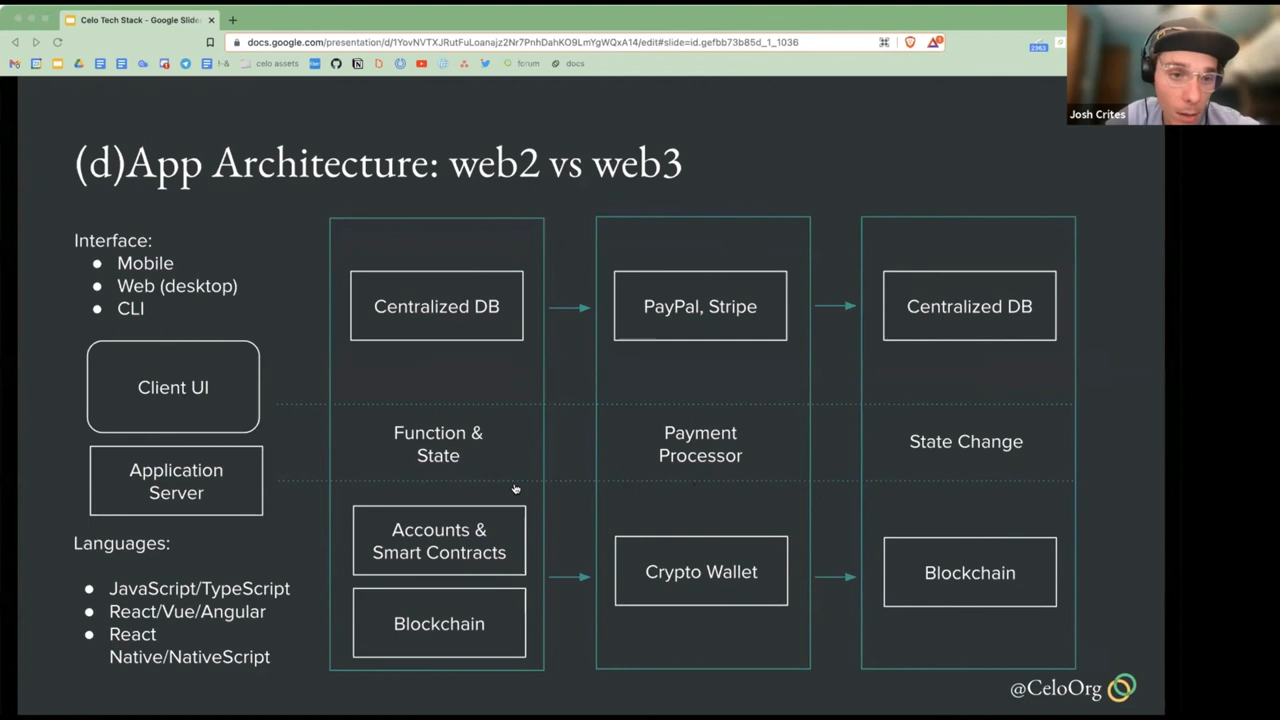 Celo Tech Stack - Google Slide
docs.google.com/presentation/d/1YovNVTXJRutFuLoanajz2Nr7PnhDahKO9LmYgWQxA14/edit#slide=id.gefbb73b85d_1_1036
2363
celo assets
forum
docs
Josh Crites
(d)App Architecture: web2 vs web3
Interface:
● Mobile
● Web (desktop)
● CLI
Client UI
Application
Server
Languages:
● JavaScript/TypeScript
● React/Vue/Angular
● React
Native/NativeScript
Centralized DB
PayPal, Stripe
Centralized DB
Function &
State
Payment
Processor
State Change
Accounts &
Smart Contracts
Blockchain
Crypto Wallet
Blockchain
@CeloOrg